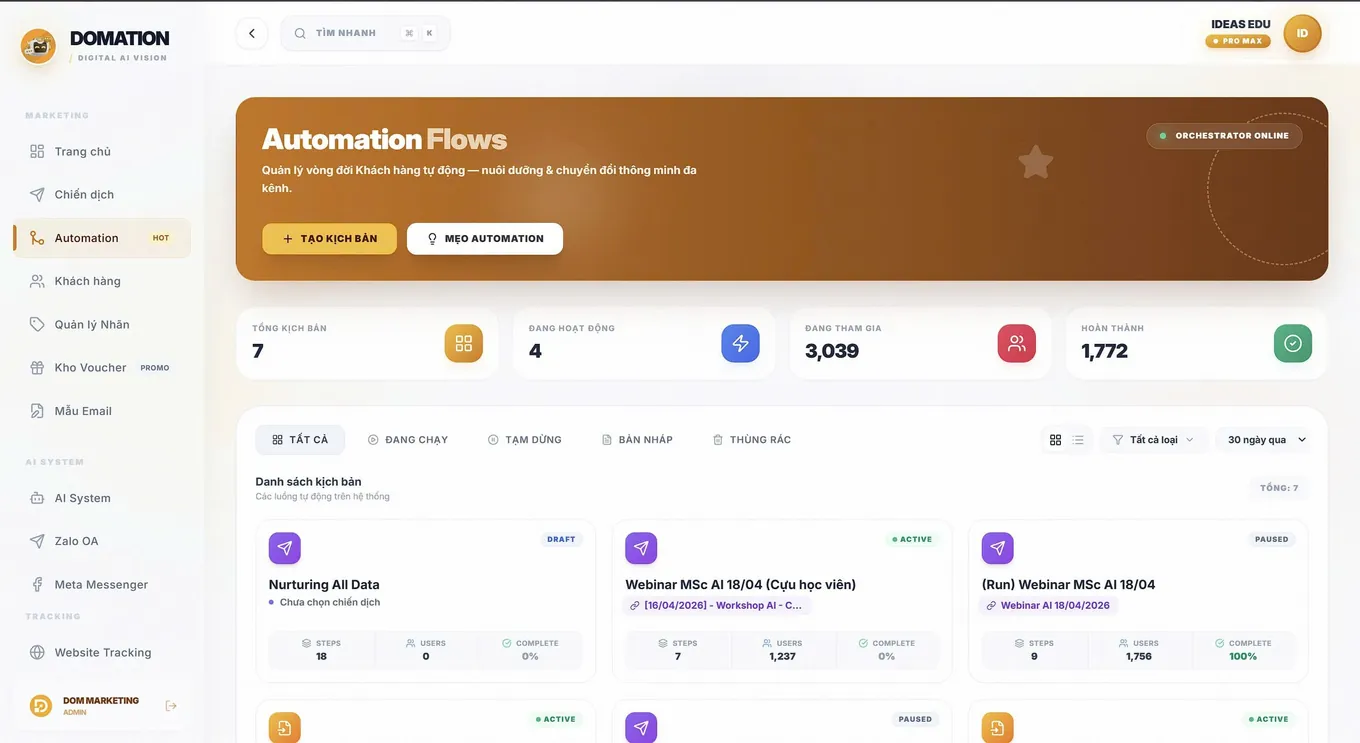 DOMATION
/ DIGITAL AI VISION
TÌM NHANH ⌘ K
IDEAS EDU
PRO MAX
ID
MARKETING
Trang chủ
Chiến dịch
Automation HOT
Khách hàng
Quản lý Nhãn
Kho Voucher PROMO
Mẫu Email
AI SYSTEM
AI System
Zalo OA
Meta Messenger
TRACKING
Website Tracking
DOM MARKETING
ADMIN
Automation Flows
ORCHESTRATOR ONLINE
Quản lý vòng đời Khách hàng tự động — nuôi dưỡng & chuyển đổi thông minh đa
kênh.
+ TẠO KỊCH BẢN
MẸO AUTOMATION
TỔNG KỊCH BẢN
7
ĐANG HOẠT ĐỘNG
4
ĐANG THAM GIA
3,039
HOÀN THÀNH
1,772
TẤT CẢ ĐANG CHẠY TẠM DỪNG BẢN NHÁP THÙNG RÁC
Tất cả loại 30 ngày qua
Danh sách kịch bản
Các luồng tự động trên hệ thống
TỔNG: 7
DRAFT
Nurturing All Data
Chưa chọn chiến dịch
STEPS USERS COMPLETE
18 0 0%
ACTIVE
Webinar MSc AI 18/04 (Cựu học viên)
[16/04/2026] - Workshop AI - C...
STEPS USERS COMPLETE
7 1,237 0%
PAUSED
(Run) Webinar MSc AI 18/04
Webinar AI 18/04/2026
STEPS USERS COMPLETE
9 1,756 100%
ACTIVE
PAUSED
ACTIVE